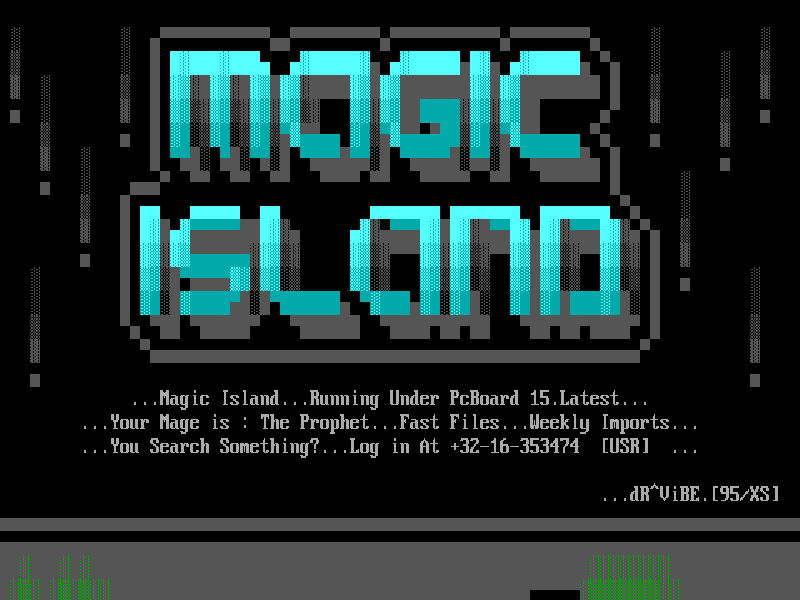 MAGIC
ISLAND
...Magic Island...Running Under PcBoard 15.Latest...
...Your Mage is : The Prophet...Fast Files...Weekly Imports...
...You Search Something?...Log in At +32-16-353474 [USR] ...
...dR^ViBE.[95/XS]